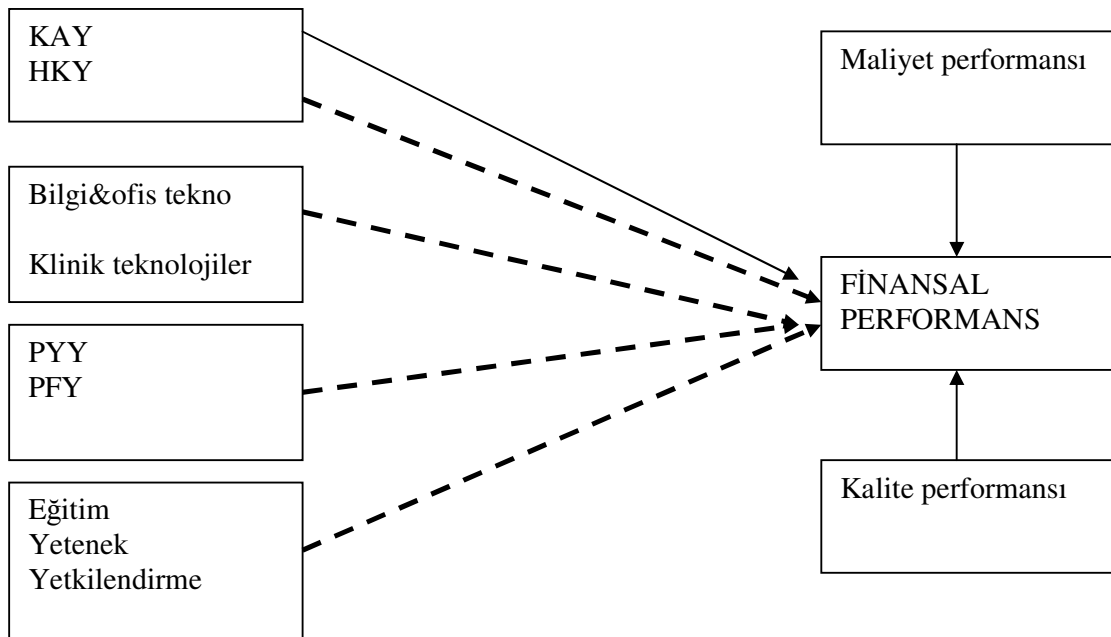 KAY
HKY
Bilgi&ofis tekno
Klinik teknolojiler
PYY
PFY
Eğitim
Yetenek
Yetkilendirme
Maliyet performansı
FİNANSAL
PERFORMANS
Kalite performansı